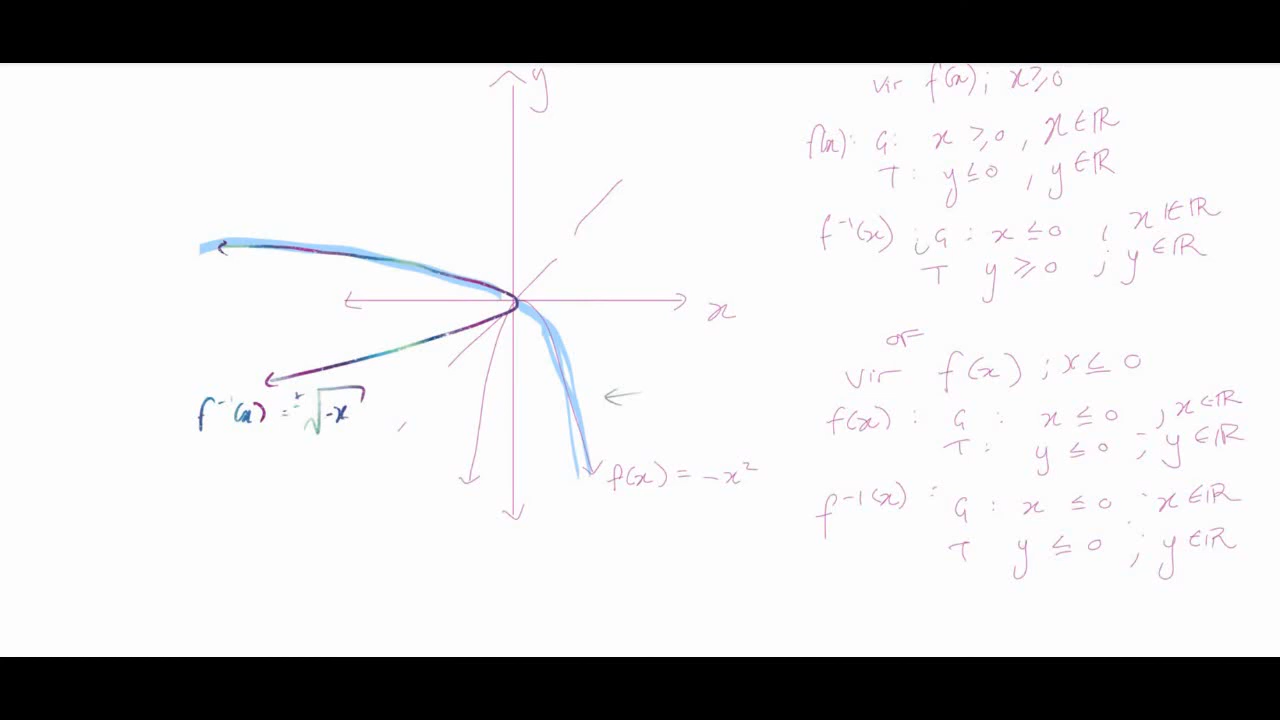 y
x
f⁻¹(x) = ±√-x
f(x) = -x²
vir f(x); x≥0
f(x): G: x ≥0, x∈ℝ
T: y≤0, y∈ℝ
f⁻¹(x) ; G: x ≤0 , x∈ℝ
T y ≥0 ; y∈ℝ
OF
vir f(x) ; x≤ 0
f(x) : G : x ≤ 0 ; x∈ℝ
T: y ≤ 0 ; y∈ℝ
f⁻¹(x) : G : x ≤ 0 ; x∈ℝ
T y ≤ 0 ; y∈ℝ